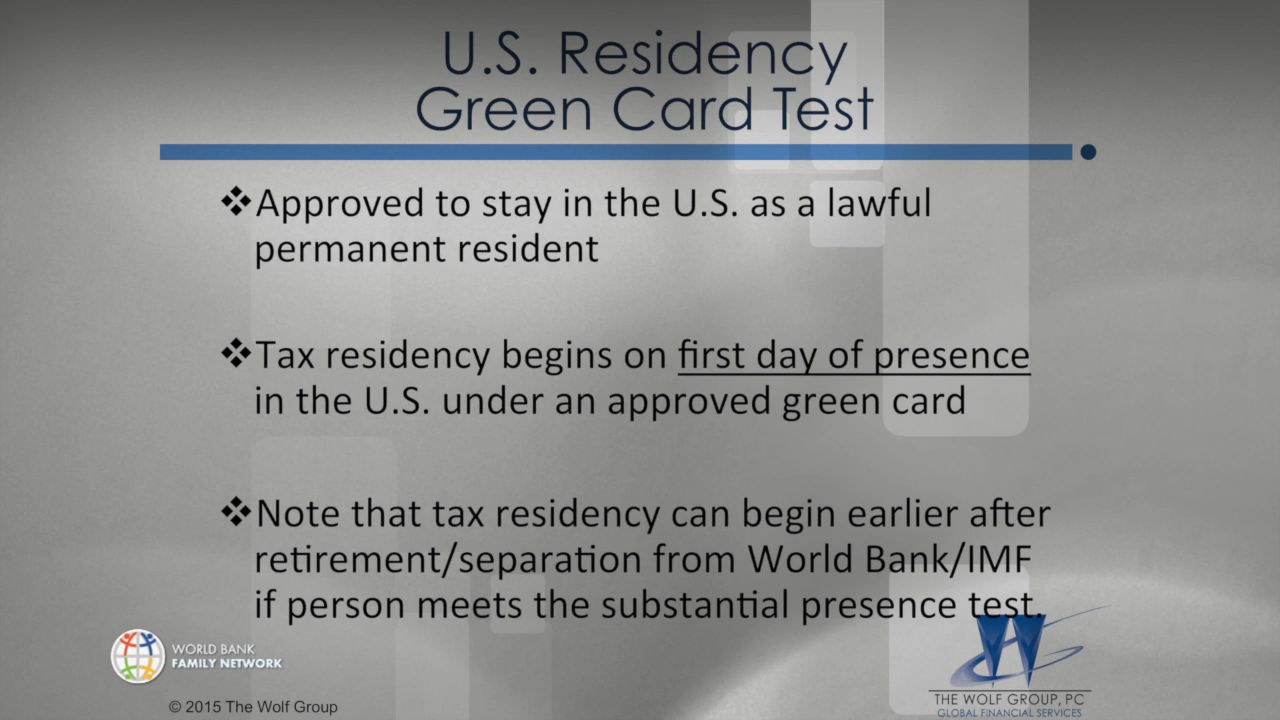 U.S. Residency
Green Card Test
❖Approved to stay in the U.S. as a lawful
permanent resident
❖Tax residency begins on first day of presence
in the U.S. under an approved green card
❖Note that tax residency can begin earlier after
retirement/separation from World Bank/IMF
if person meets the substantial presence test.
WORLD BANK
FAMILY NETWORK
© 2015 The Wolf Group
THE WOLF GROUP, PC
GLOBAL FINANCIAL SERVICES